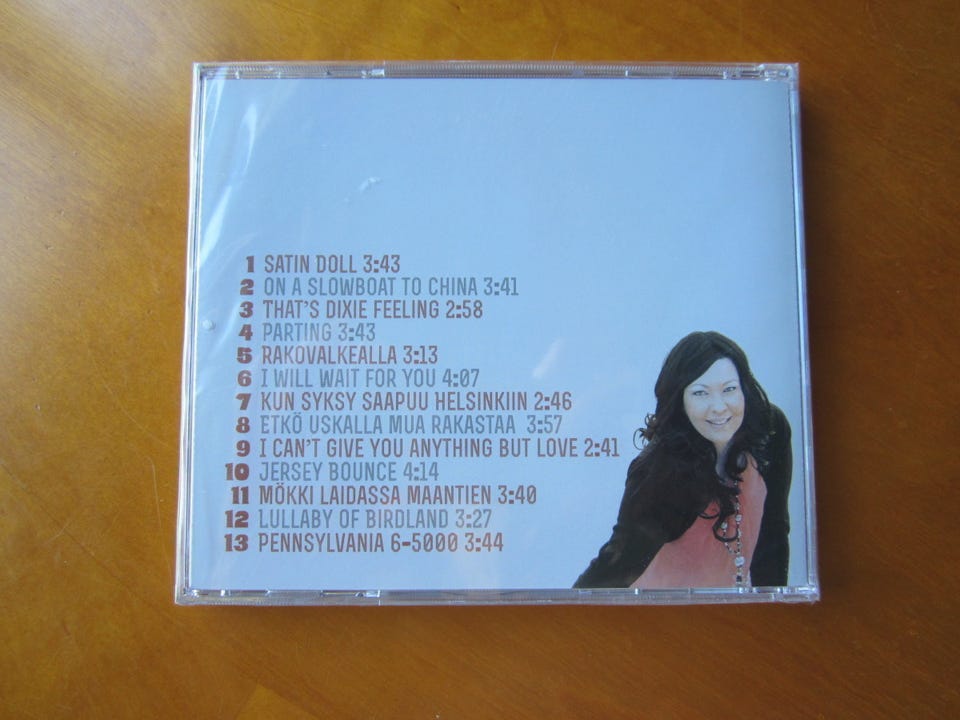 1 SATIN DOLL 3:43
2 ON A SLOWBOAT TO CHINA 3:41
3 THAT'S DIXIE FEELING 2:58
4 PARTING 3:43
5 RAKOVALKEALLA 3:13
6 I WILL WAIT FOR YOU 4:07
7 KUN SYKSY SAAPUU HELSINKIIN 2:46
8 ETKÖ USKALLA MUA RAKASTAA 3:57
9 I CAN'T GIVE YOU ANYTHING BUT LOVE 2:41
10 JERSEY BOUNCE 4:14
11 MÖKKI LAIDASSA MAANTIEN 3:40
12 LULLABY OF BIRDLAND 3:27
13 PENNSYLVANIA 6-5000 3:44